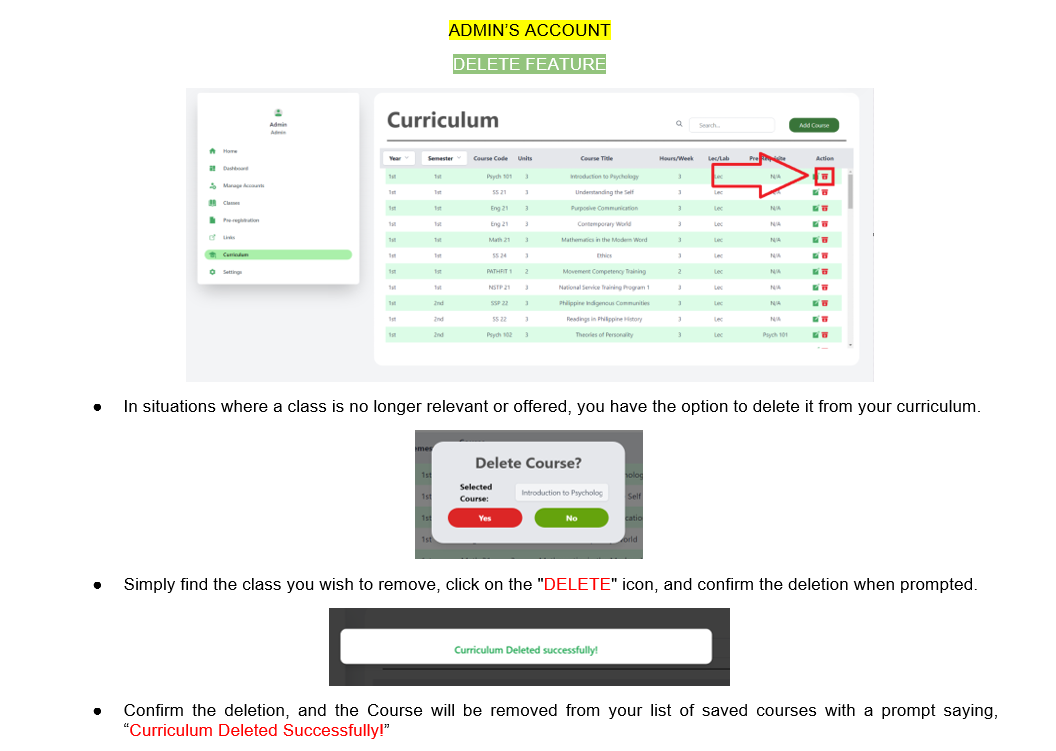 ADMIN'S ACCOUNT
DELETE FEATURE
Admin
Admin
Home
Dashboard
Manage Accounts
Classes
Pre-registration
Links
Curriculum
Settings
Curriculum
Search...
Add Course
Year Semester Course Code Units Course Title Hours/Week Lec/Lab Action
1st 1st Psych 101 3 Introduction to Psychology 3 Lec N/A
1st 1st SS 21 3 Understanding the Self 3 Lec N/A
1st 1st Eng 21 3 Purposive Communication 3 Lec N/A
1st 1st Eng 21 3 Contemporary World 3 Lec N/A
1st 1st Math 21 3 Mathematics in the Modern Word 3 Lec N/A
1st 1st SS 24 3 Ethics 3 Lec N/A
1st 1st PATHFIT 1 2 Movement Competency Training 2 Lec N/A
1st 1st NSTP 21 3 National Service Training Program 1 3 Lec N/A
1st 2nd SSP 22 3 Philippine Indigenous Communities 3 Lec N/A
1st 2nd SS 22 3 Readings in Philippine History 3 Lec N/A
1st 2nd Psych 102 3 Theories of Personality 3 Lec Psych 101
● In situations where a class is no longer relevant or offered, you have the option to delete it from your curriculum.
Delete Course?
Selected
Course:
Introduction to Psycholog
Yes No
● Simply find the class you wish to remove, click on the "DELETE" icon, and confirm the deletion when prompted.
Curriculum Deleted successfully!
● Confirm the deletion, and the Course will be removed from your list of saved courses with a prompt saying,
“Curriculum Deleted Successfully!”